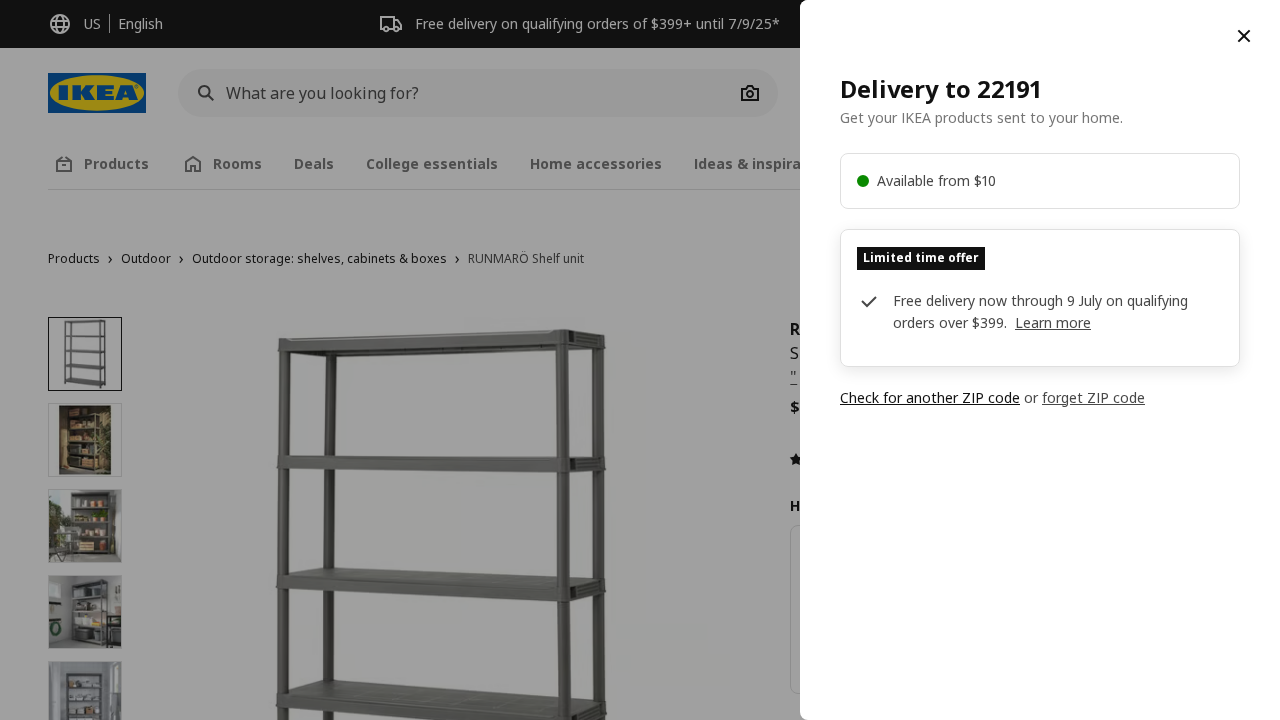 US
English
Free delivery on qualifying orders of $399+ until 7/9/25*
IKEA
What are you looking for?
Products
Rooms
Deals
College essentials
Home accessories
Ideas & inspira
Products › Outdoor › Outdoor storage: shelves, cabinets & boxes › RUNMARÖ Shelf unit
R
S
"
$
H
Delivery to 22191
Get your IKEA products sent to your home.
Available from $10
Limited time offer
Free delivery now through 9 July on qualifying
orders over $399. Learn more
Check for another ZIP code or forget ZIP code